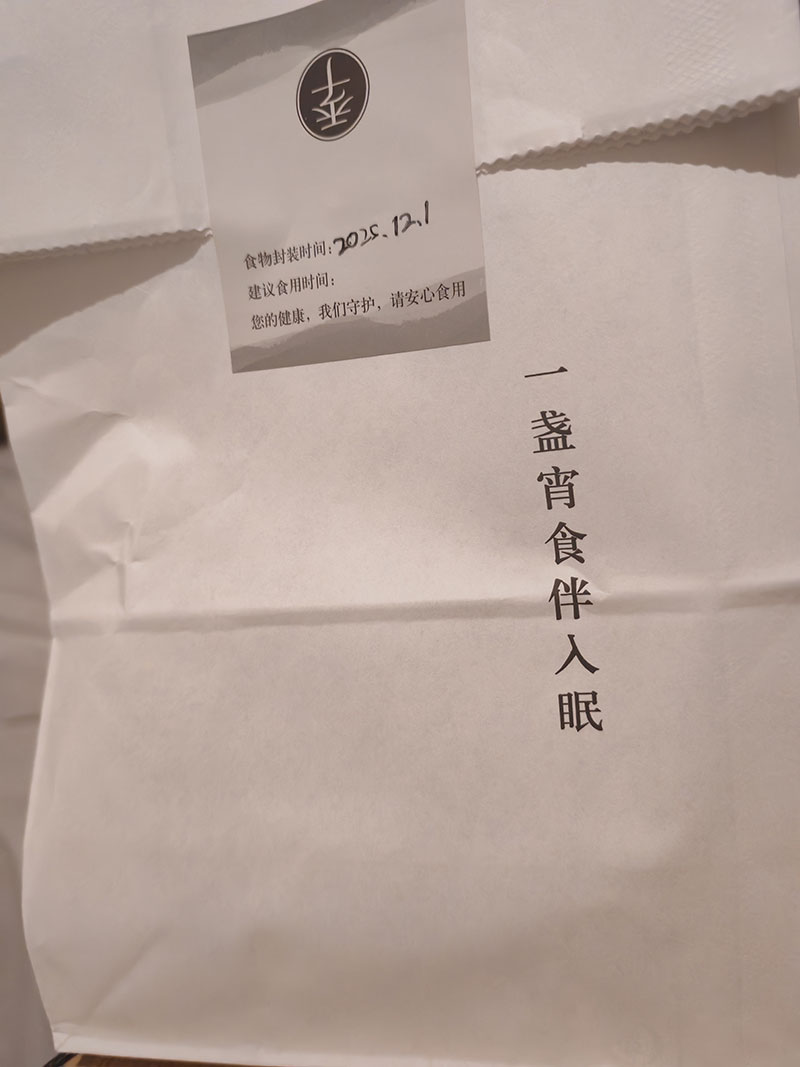 季
食物封装时间：2025.12.1
建议食用时间：
您的健康，我们守护，请安心食用
一盏宵食伴入眠